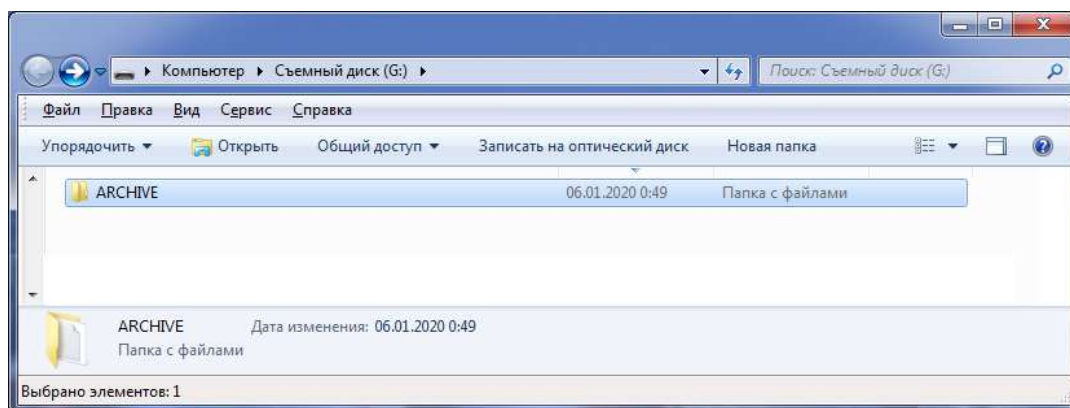 Компьютер Съемный диск (G:) Поиск: Съемный диск (G:)
Файл Правка Вид Сервис Справка
Упорядочить Открыть Общий доступ Записать на оптический диск Новая папка
ARCHIVE 06.01.2020 0:49 Папка с файлами
ARCHIVE Дата изменения: 06.01.2020 0:49
Папка с файлами
Выбрано элементов: 1